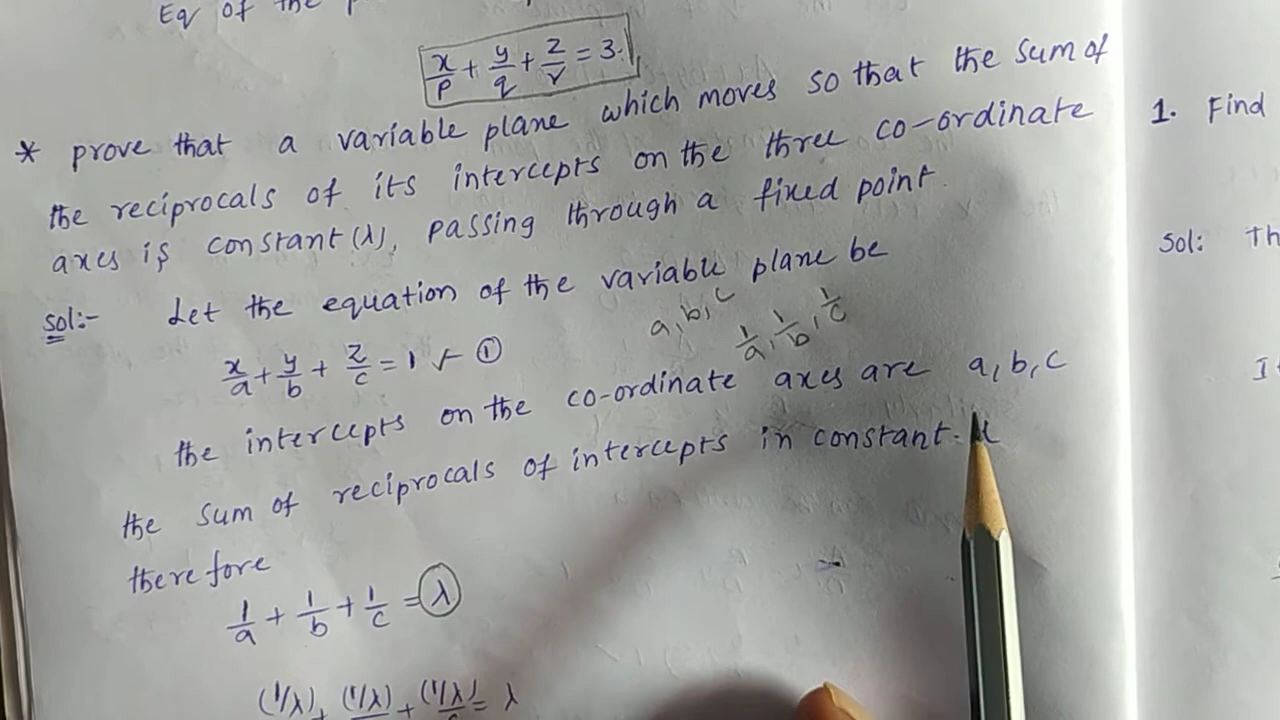 Eq of the
x/p + y/q + z/r = 3.
* prove that a variable plane which moves so that the sum of
the reciprocals of its intercepts on the three co-ordinate
axes is constant (λ), passing through a fixed point.
Sol:- Let the equation of the variable plane be
a, b, c
1/a, 1/b, 1/c
x/a + y/b + z/c = 1 ①
the intercepts on the co-ordinate axes are a, b, c
the sum of reciprocals of intercepts in constant.
therefore
1/a + 1/b + 1/c = λ
(1/λ) + (1/λ) + (1/λ) = λ
1. Find
Sol: Th